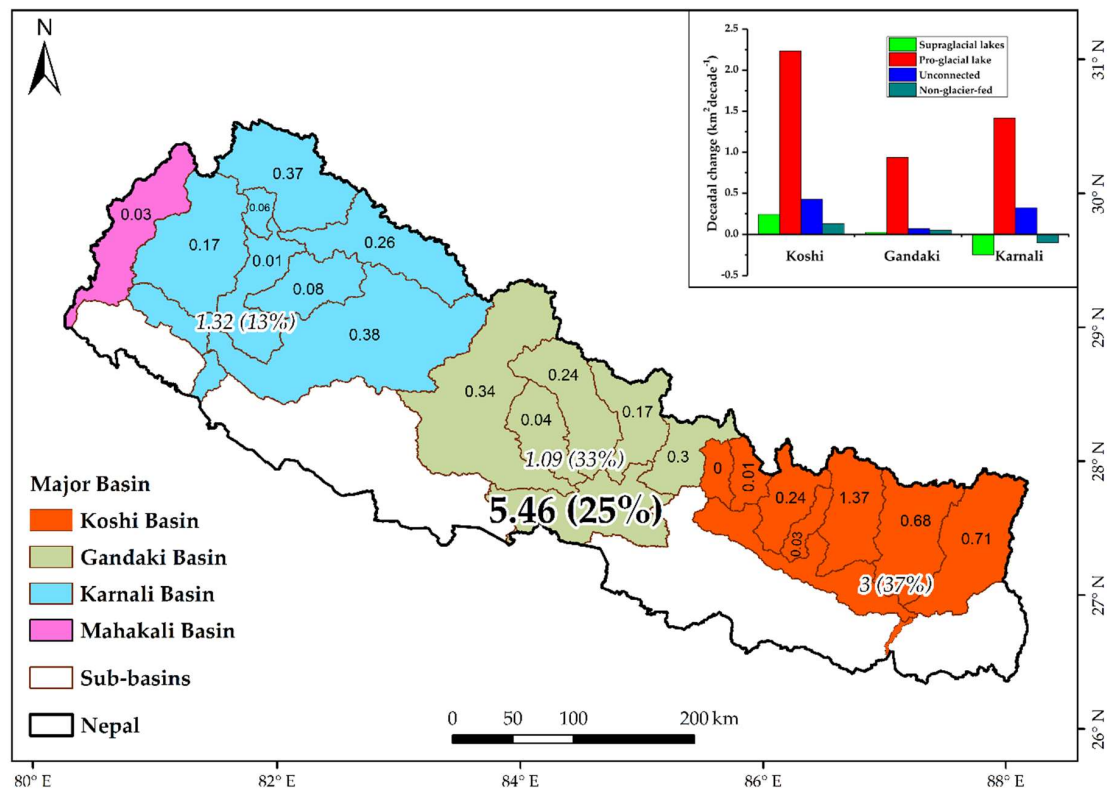 N
Supraglacial lakes
Pro-glacial lake
Unconnected
Non-glacier-fed
Decadal change (km² decade⁻¹)
2.5
2.0
1.5
1.0
0.5
0.0
-0.5
Koshi Gandaki Karnali
31° N
30° N
29° N
28° N
27° N
26° N
0.37
0.03
0.06
0.17
0.26
0.01
0.08
1.32 (13%)
0.38
0.34
0.24
0.17
0.04
1.09 (33%)
0.3
5.46 (25%)
0
0.01
0.24
0.03
1.37
0.68
0.71
3 (37%)
Major Basin
Koshi Basin
Gandaki Basin
Karnali Basin
Mahakali Basin
Sub-basins
Nepal
0 50 100 200 km
80° E 82° E 84° E 86° E 88° E